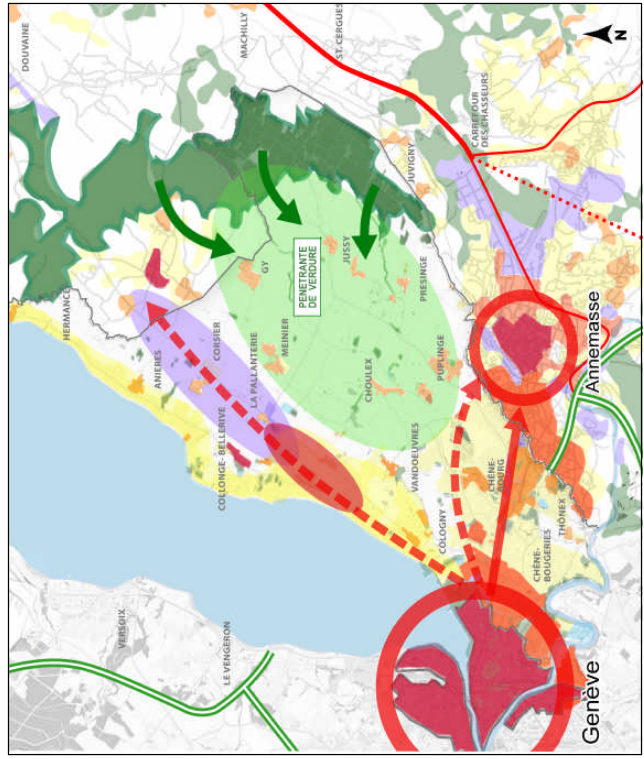 DOUVAINE
MACHILLY
ST. CERGUES
HERMANCE
ANIERES
CORSIER
GY
PENETRANTE
DE VERDURE
JUSSY
JUVIGNY
CARREFOUR
DES CHASSEURS
N
COLLONGE- BELLERIVE
LA PALLANTERIE
MEINIER
CHOULEX
PRESINGE
PUPLINGE
VANDOEUVRES
COLOGNY
CHÊNE-
BOURG
THÔNEX
CHÊNE-
BOUGERIES
Annemasse
VERSOIX
LE VENGERON
Genève